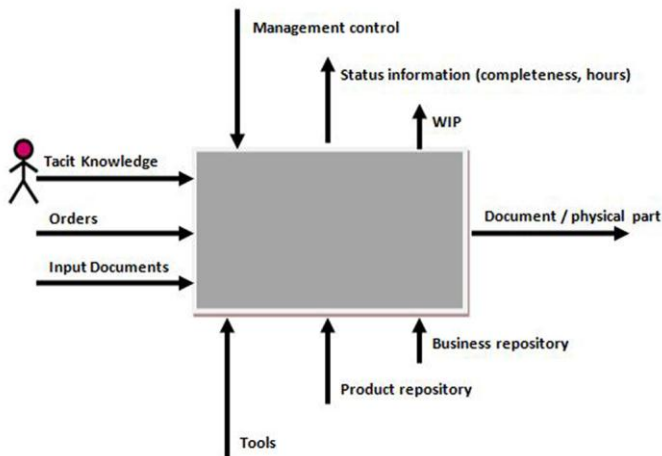 Management control
Status information (completeness, hours)
WIP
Tacit Knowledge
Orders
Document / physical part
Input Documents
Business repository
Product repository
Tools